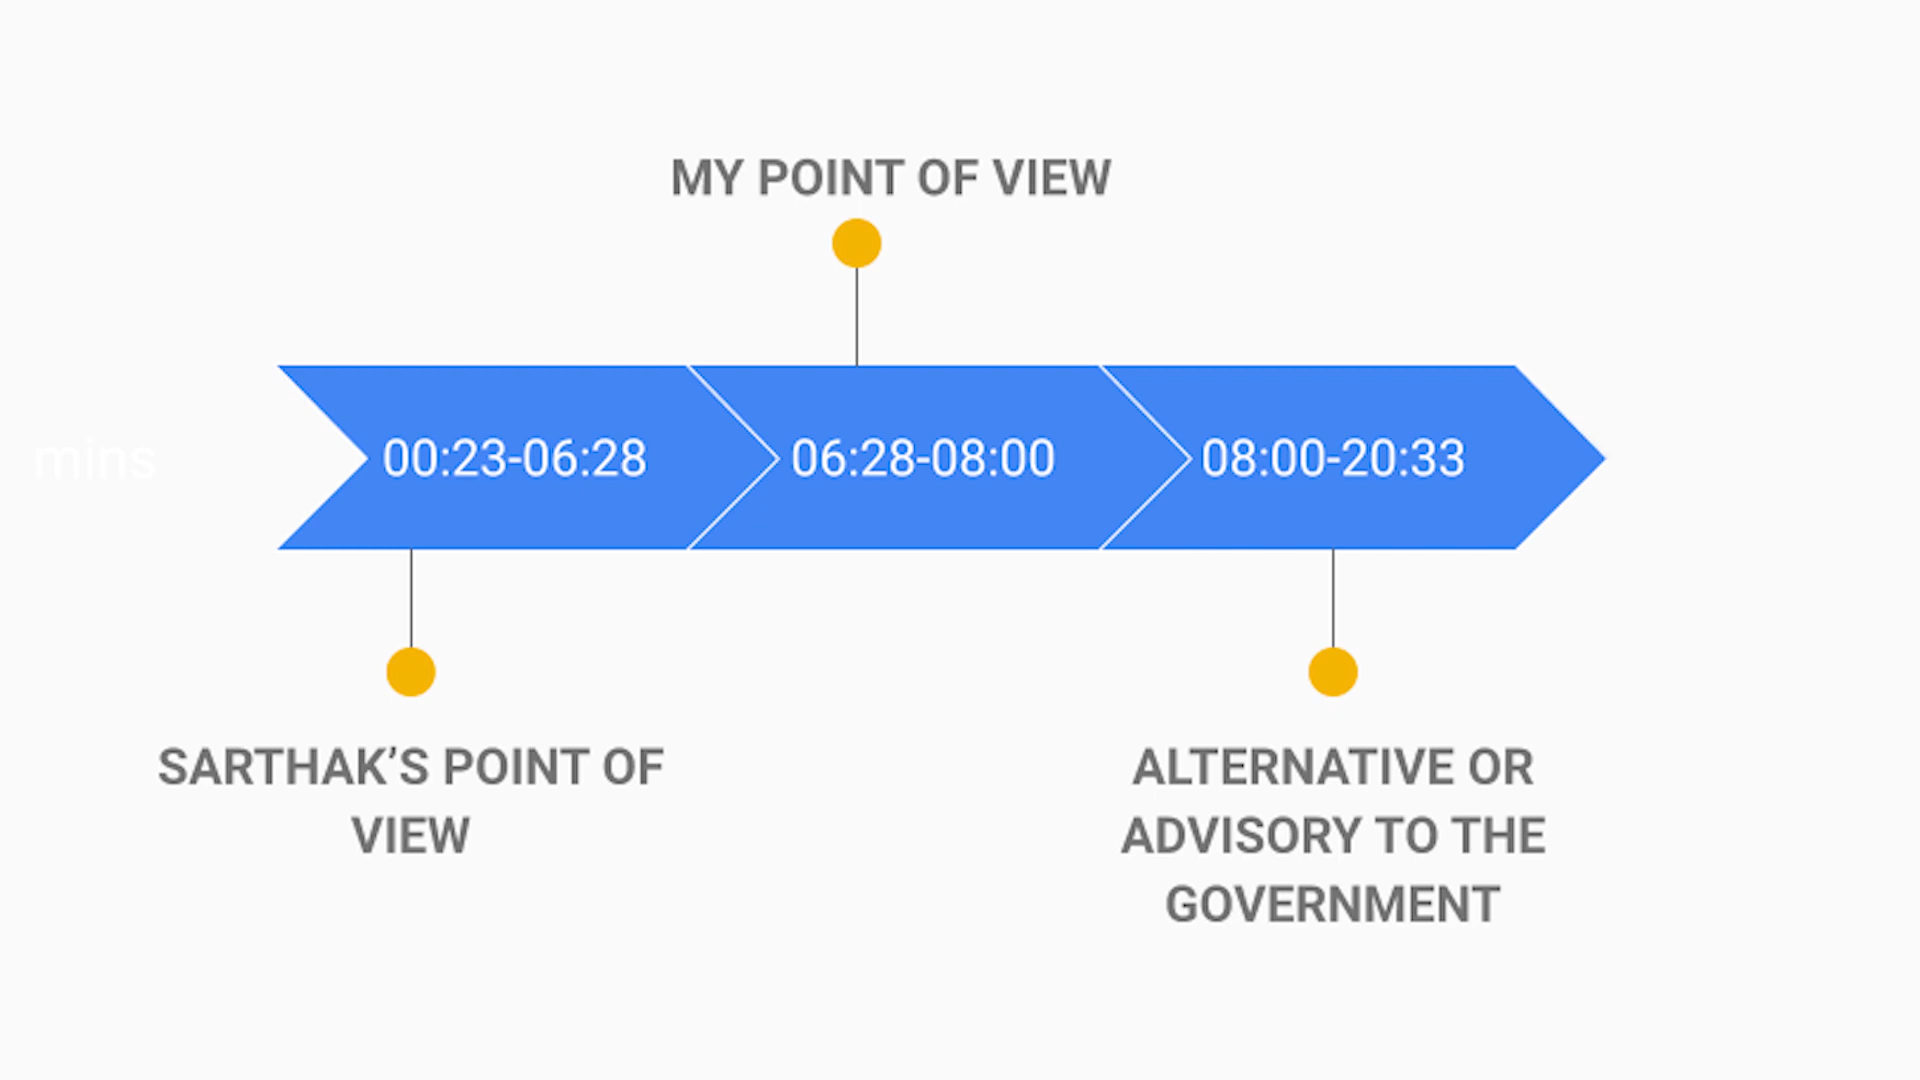 MY POINT OF VIEW
mins
00:23-06:28
06:28-08:00
08:00-20:33
SARTHAK’S POINT OF
VIEW
ALTERNATIVE OR
ADVISORY TO THE
GOVERNMENT